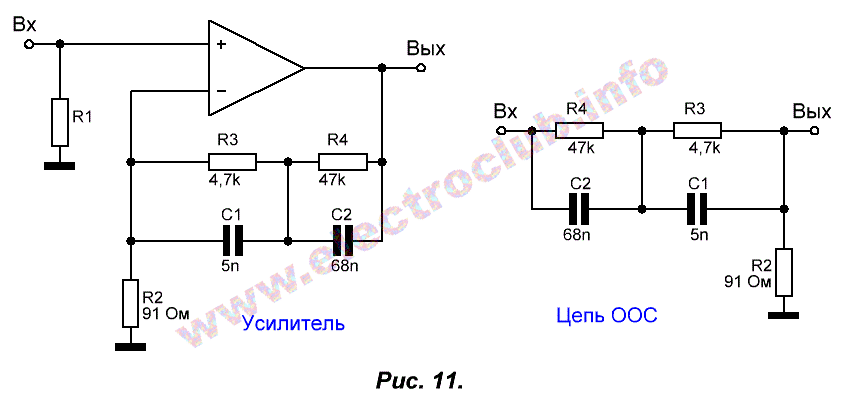 Вх
+
−
Вых
R1
R3
4,7k
R4
47k
C1
5n
C2
68n
R2
91 Ом
Усилитель
Вх
R4
47k
R3
4,7k
Вых
C2
68n
C1
5n
R2
91 Ом
Цепь ООС
www.electroclub.info
Рис. 11.